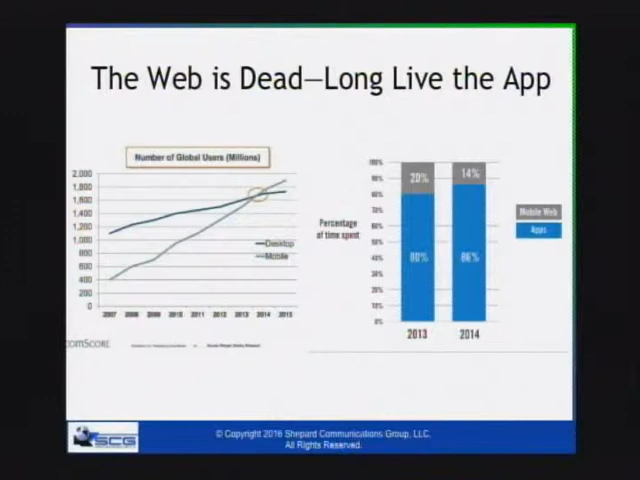 The Web is Dead—Long Live the App
Number of Global Users (Millions)
2,000
1,800
1,600
1,400
1,200
1,000
800
600
400
200
0
2007 2008 2009 2010 2011 2012 2013 2014 2015
Desktop
Mobile
comSCORE
Percentage
of time spent
100%
90%
80%
70%
60%
50%
40%
30%
20%
10%
0%
20%
14%
80%
86%
2013
2014
Mobile Web
Apps
SCG
© Copyright 2016 Shepard Communications Group, LLC.
All Rights Reserved.